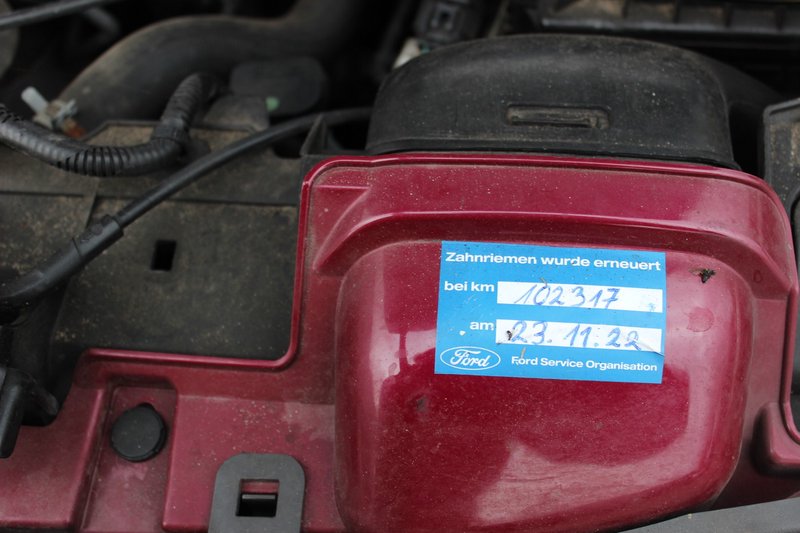 Zahnriemen wurde erneuert
bei km 102317
am 23.11.22
Ford Ford Service Organisation